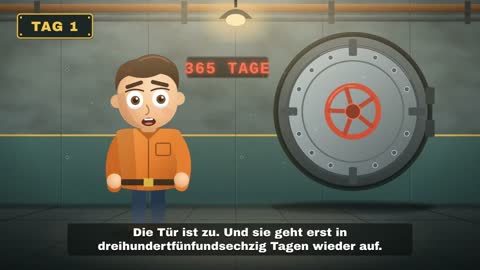 TAG 1
365 TAGE
Die Tür ist zu. Und sie geht erst in
dreihundertfünfundsechzig Tagen wieder auf.